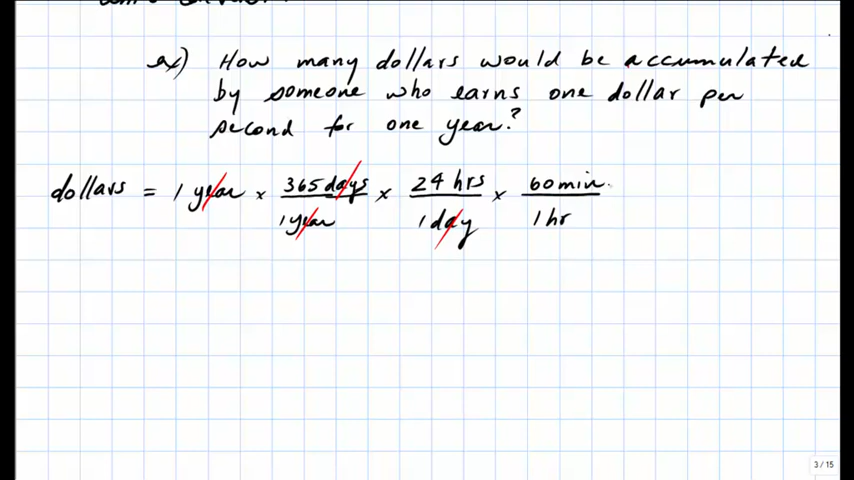 ex) How many dollars would be accumulated
by someone who earns one dollar per
second for one year?
dollars = 1 year × 365 days / 1 year × 24 hrs / 1 day × 60 min. / 1 hr
3 / 15